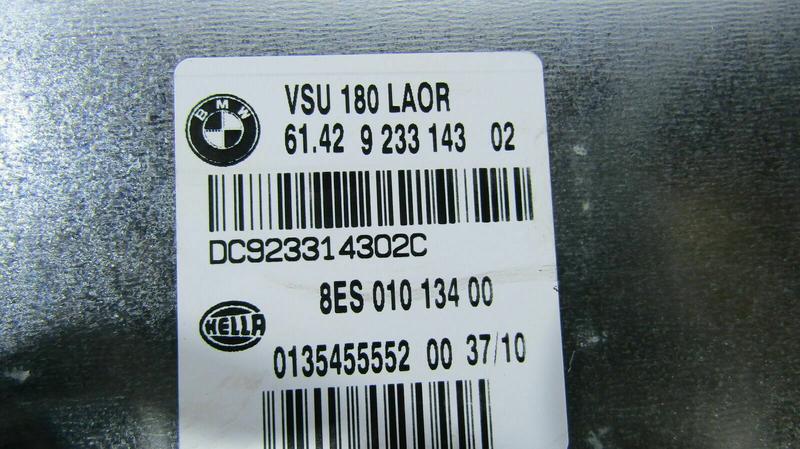 BMW
VSU 180 LAOR
61.42 9 233 143 02
DC923314302C
8ES 010 134 00
HELLA
0135455552 00 37/10